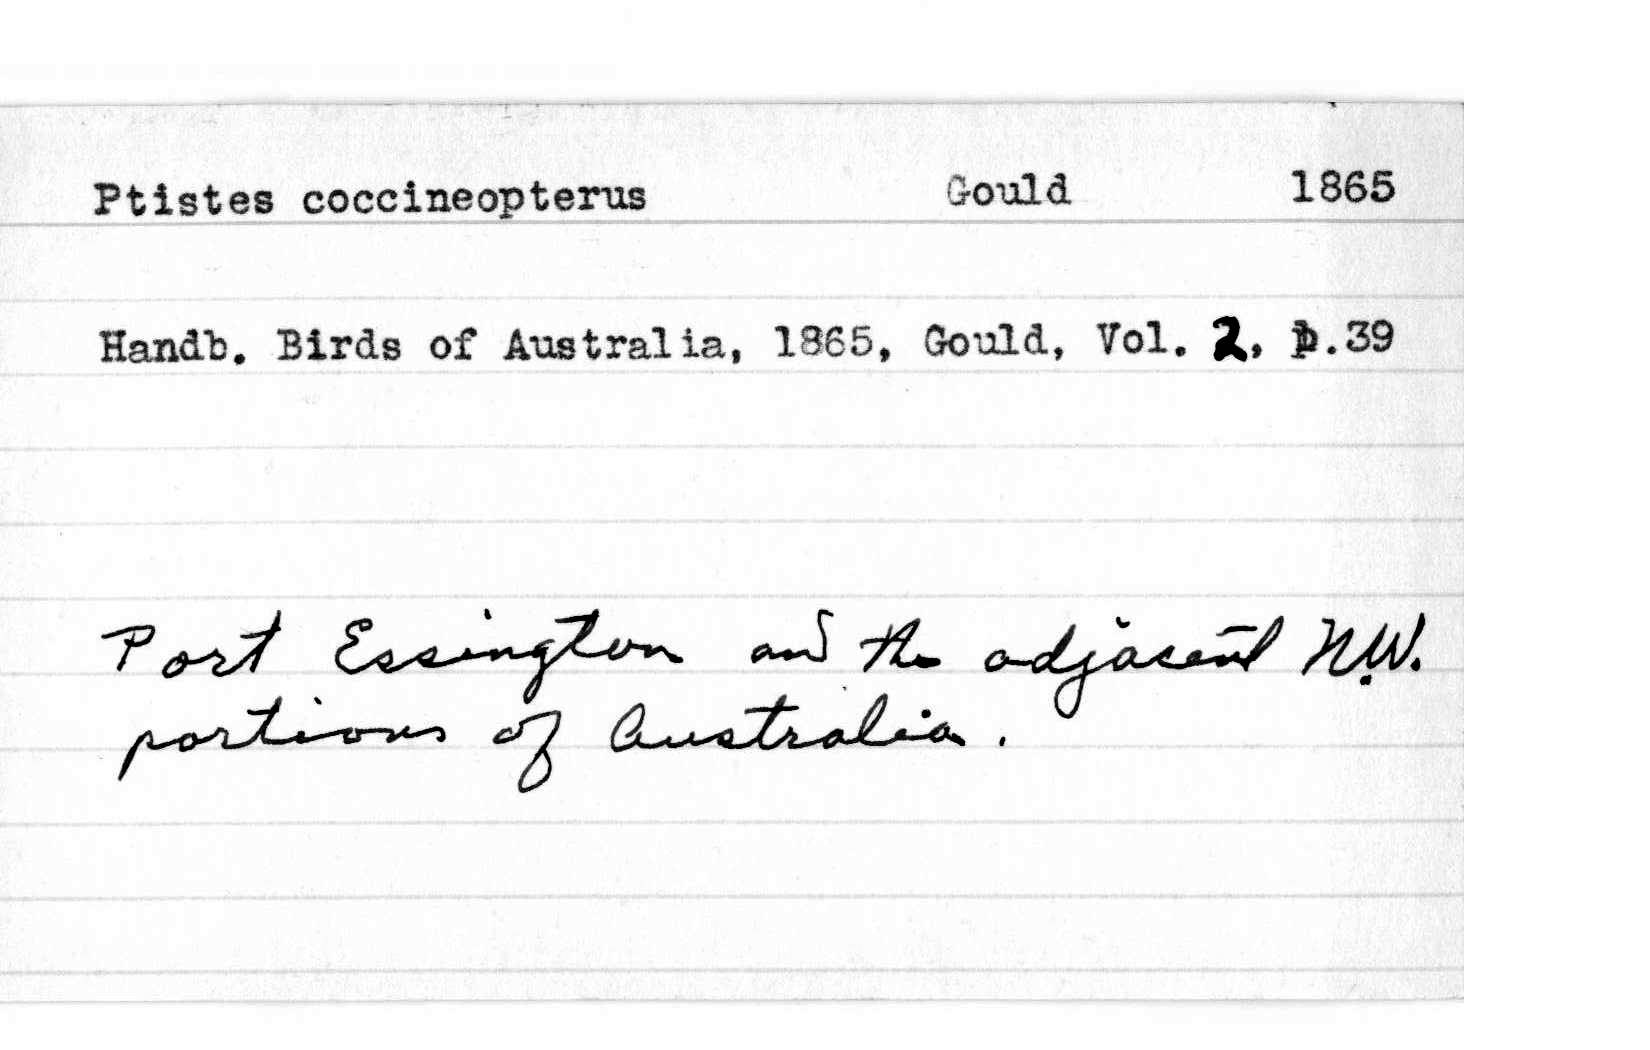 Ptistes coccineopterus Gould 1865
Handb. Birds of Australia, 1865, Gould, Vol. 2, p.39
Port Essington and the adjacent N.W.
portions of Australia.